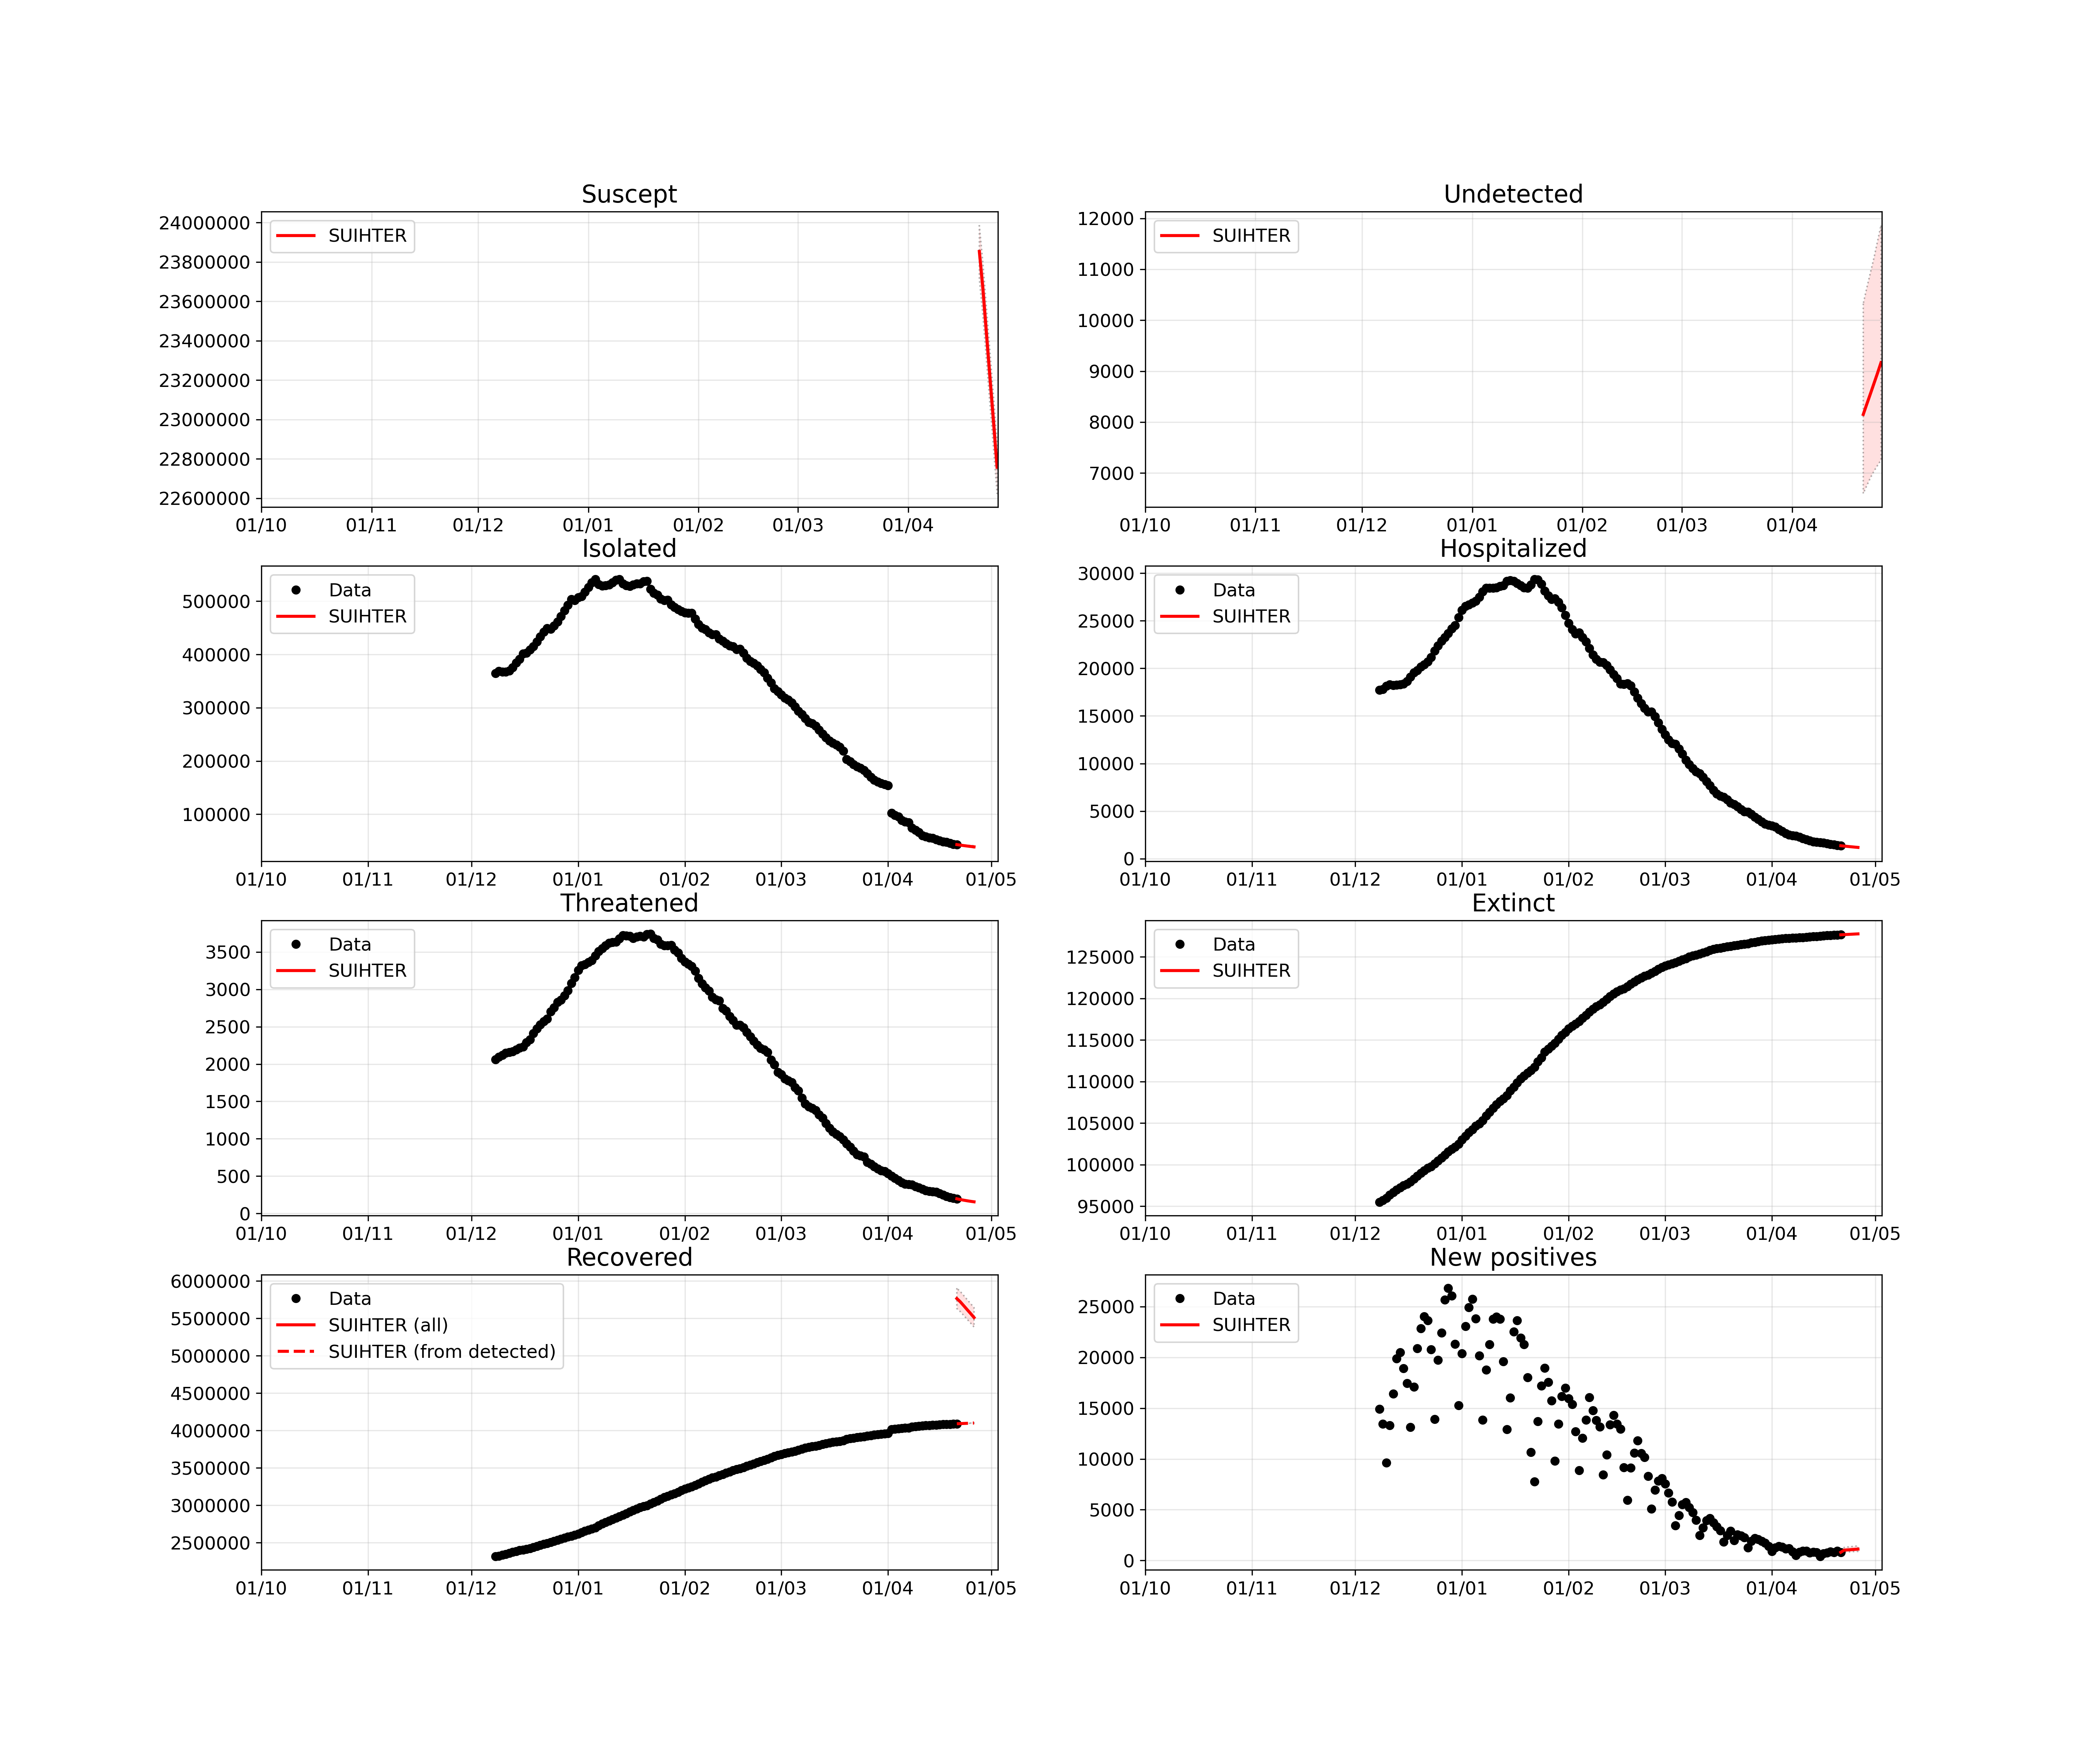 Suscept
24000000
23800000
23600000
23400000
23200000
23000000
22800000
22600000
SUIHTER
01/10 01/11 01/12 01/01 01/02 01/03 01/04
Undetected
12000
11000
10000
9000
8000
7000
SUIHTER
01/10 01/11 01/12 01/01 01/02 01/03 01/04
Isolated
500000
400000
300000
200000
100000
Data
SUIHTER
01/10 01/11 01/12 01/01 01/02 01/03 01/04 01/05
Hospitalized
30000
25000
20000
15000
10000
5000
0
Data
SUIHTER
01/10 01/11 01/12 01/01 01/02 01/03 01/04 01/05
Threatened
3500
3000
2500
2000
1500
1000
500
0
Data
SUIHTER
01/10 01/11 01/12 01/01 01/02 01/03 01/04 01/05
Extinct
125000
120000
115000
110000
105000
100000
95000
Data
SUIHTER
01/10 01/11 01/12 01/01 01/02 01/03 01/04 01/05
Recovered
6000000
5500000
5000000
4500000
4000000
3500000
3000000
2500000
Data
SUIHTER (all)
SUIHTER (from detected)
01/10 01/11 01/12 01/01 01/02 01/03 01/04 01/05
New positives
25000
20000
15000
10000
5000
0
Data
SUIHTER
01/10 01/11 01/12 01/01 01/02 01/03 01/04 01/05